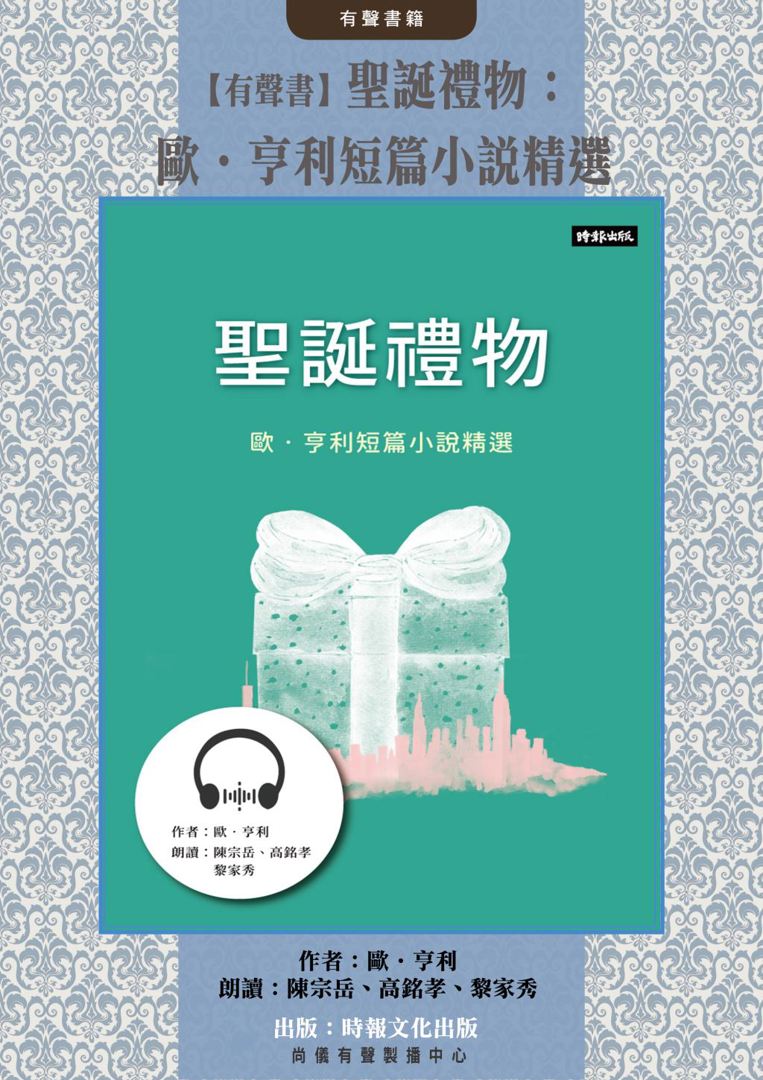 有聲書籍
【有聲書】聖誕禮物：
歐．亨利短篇小說精選
時報出版
聖誕禮物
歐．亨利短篇小說精選
作者：歐．亨利
朗讀：陳宗岳、高銘孝
黎家秀
作者：歐．亨利
朗讀：陳宗岳、高銘孝、黎家秀
出版：時報文化出版
尚儀有聲製播中心